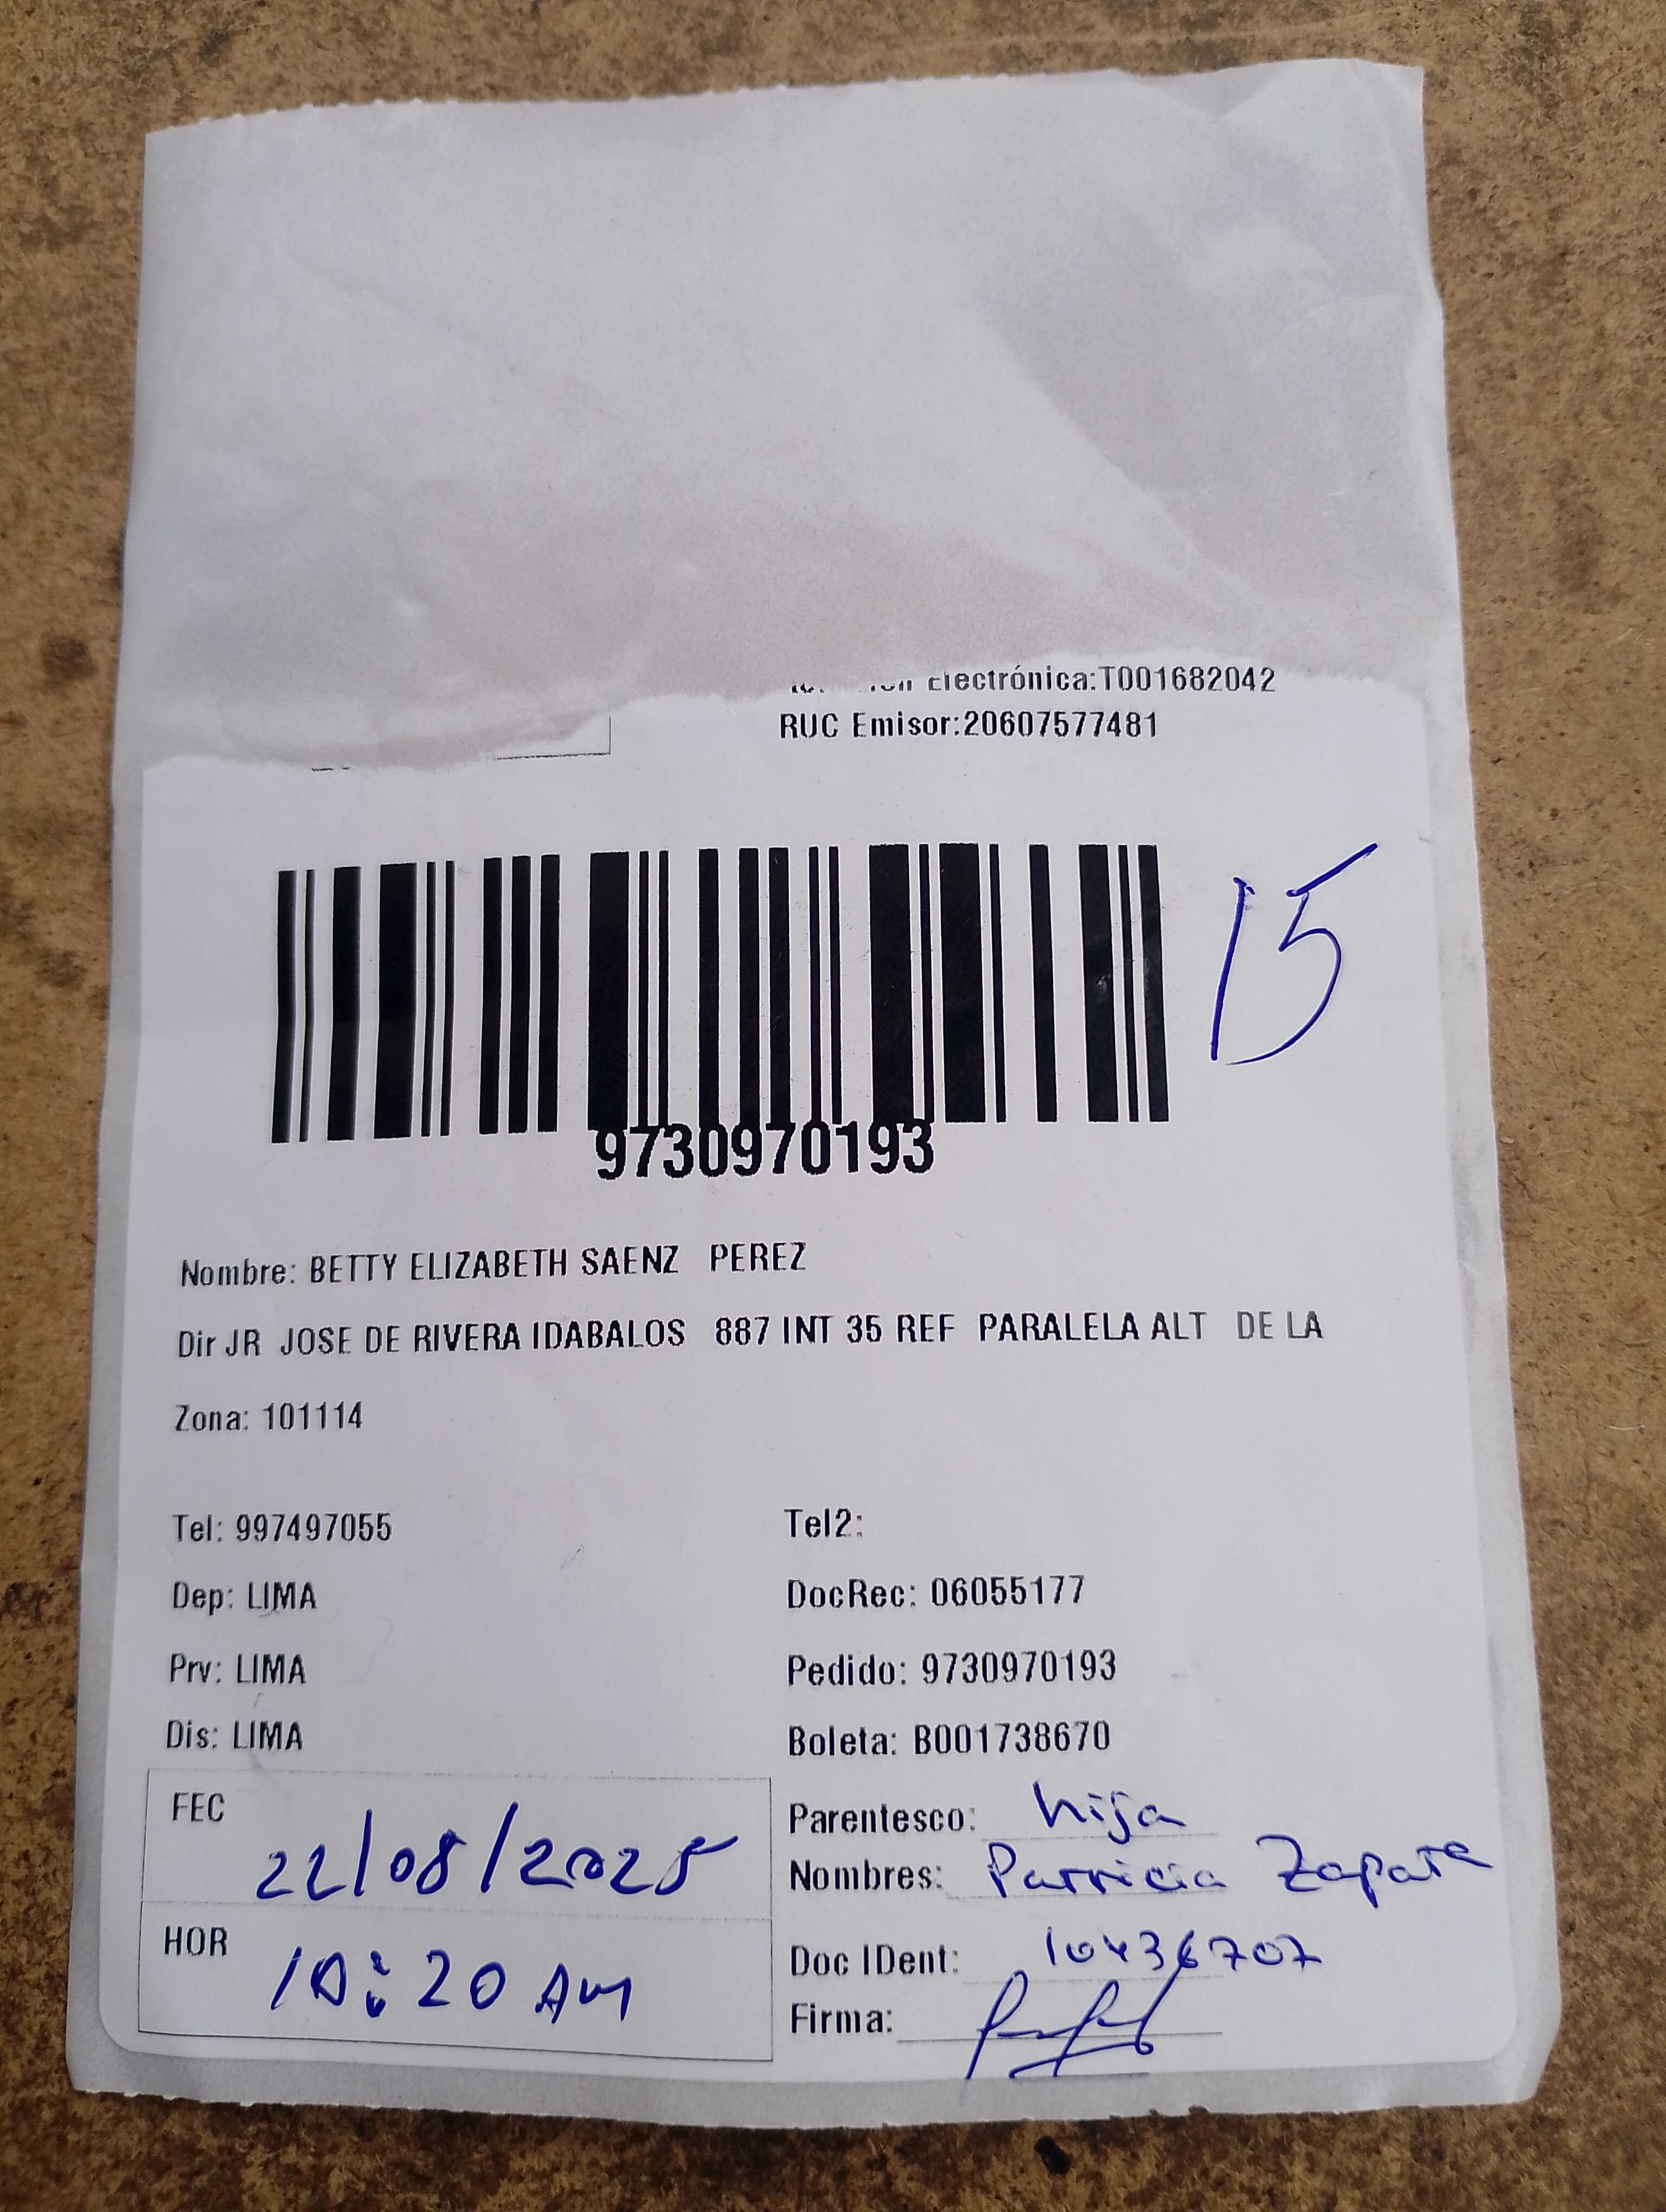 Electrónica:T001682042
RUC Emisor:20607577481
15
9730970193
Nombre: BETTY ELIZABETH SAENZ PEREZ
Dir JR JOSE DE RIVERA IDABALOS 887 INT 35 REF PARALELA ALT DE LA
Zona: 101114
Tel: 997497055
Tel2:
Dep: LIMA
DocRec: 06055177
Prv: LIMA
Pedido: 9730970193
Dis: LIMA
Boleta: B001738670
FEC 22/08/2025
Parentesco: hija
Nombres: Patricia Zapata
HOR 10:20 Am
Doc IDent: 10436707
Firma: